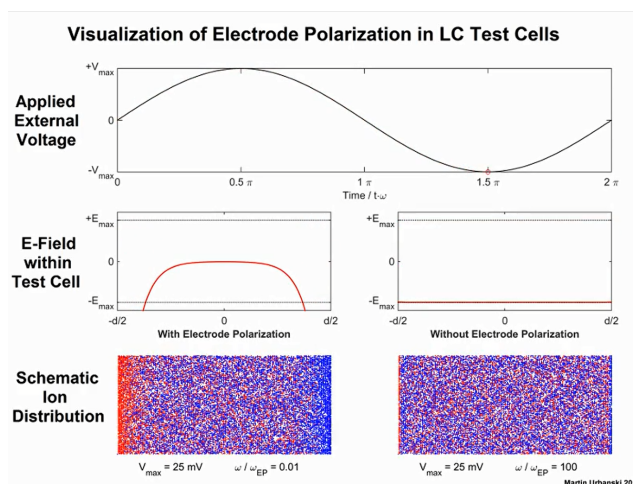 Visualization of Electrode Polarization in LC Test Cells
Applied
External
Voltage
+Vmax
0
-Vmax
0
0.5 π
1 π
1.5 π
2 π
Time / t·ω
E-Field
within
Test Cell
+Emax
0
-Emax
-d/2
0
d/2
With Electrode Polarization
+Emax
0
-Emax
-d/2
0
d/2
Without Electrode Polarization
Schematic
Ion
Distribution
Vmax = 25 mV ω / ωEP = 0.01
Vmax = 25 mV ω / ωEP = 100
Martin Urbanski 20